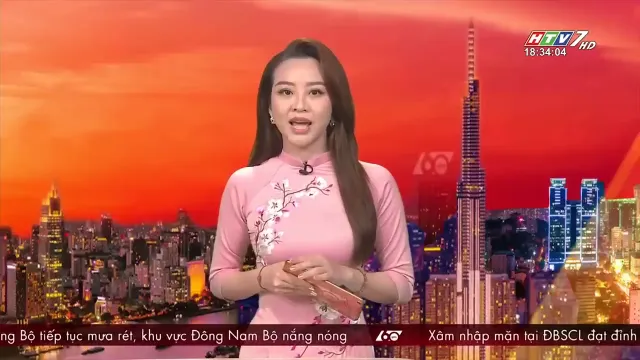 HTV7 HD
18:34:04
ng Bộ tiếp tục mưa rét, khu vực Đông Nam Bộ nắng nóng
60
Xâm nhập mặn tại ĐBSCL đạt đỉnh